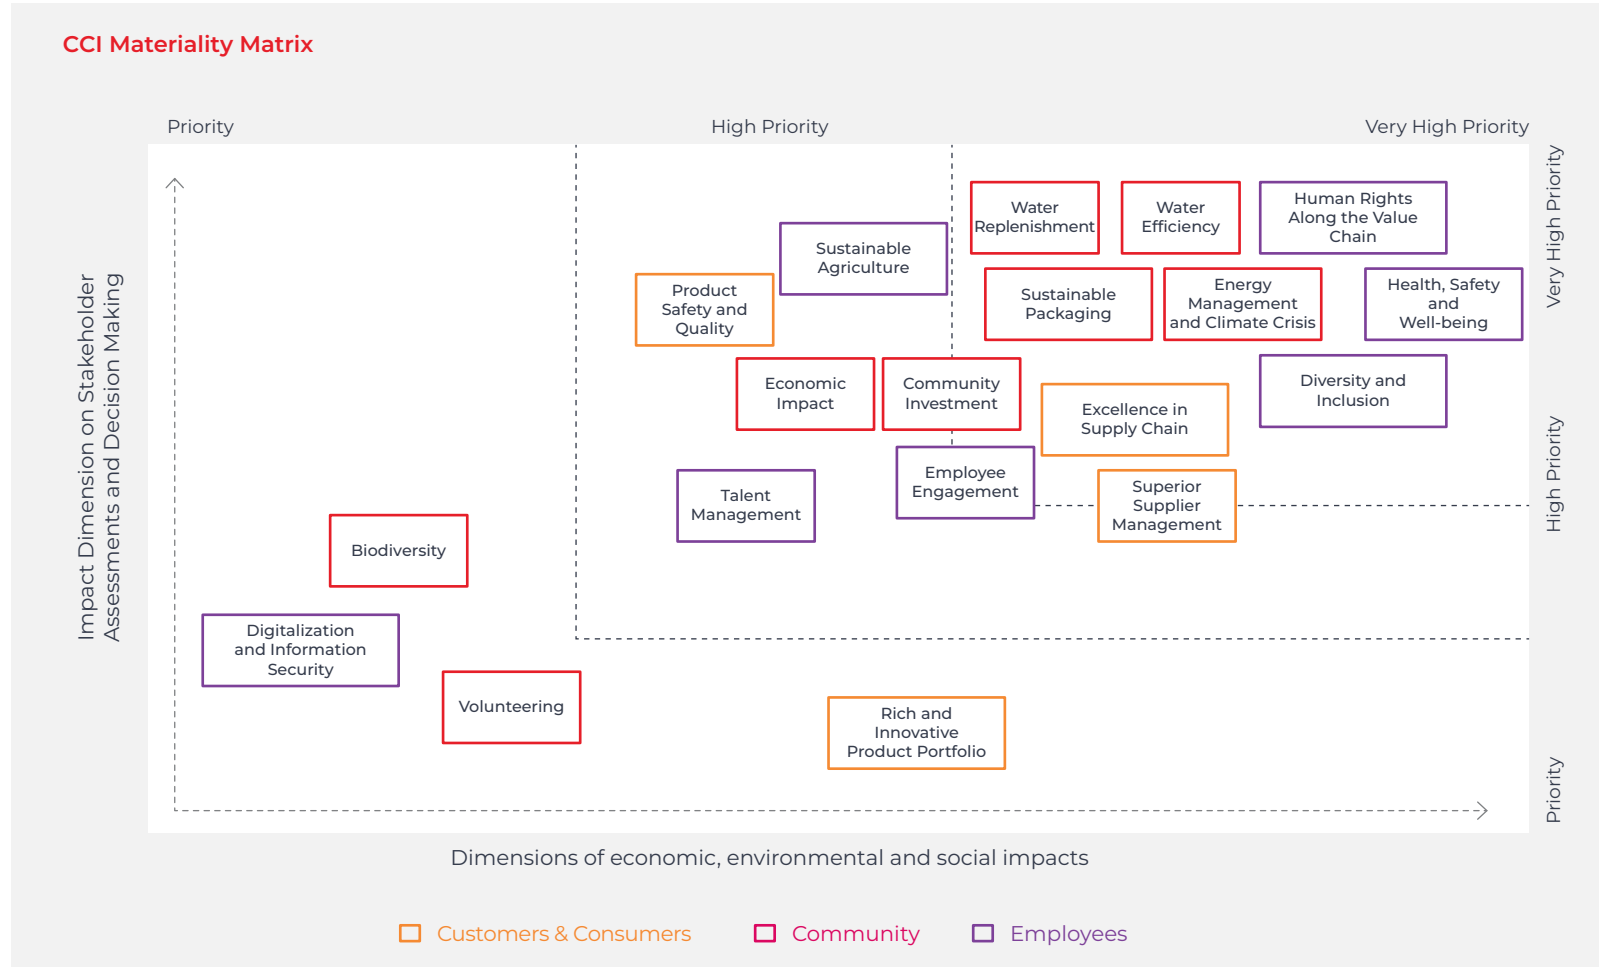 CCI Materiality Matrix
Priority
High Priority
Very High Priority
Very High Priority
High Priority
Priority
Impact Dimension on Stakeholder
Assessments and Decision Making
Water
Replenishment
Water
Efficiency
Human Rights
Along the Value
Chain
Sustainable
Agriculture
Product
Safety and
Quality
Sustainable
Packaging
Energy
Management
and Climate Crisis
Health, Safety
and
Well-being
Economic
Impact
Community
Investment
Excellence in
Supply Chain
Diversity and
Inclusion
Talent
Management
Employee
Engagement
Superior
Supplier
Management
Biodiversity
Digitalization
and Information
Security
Volunteering
Rich and
Innovative
Product Portfolio
Dimensions of economic, environmental and social impacts
Customers & Consumers
Community
Employees